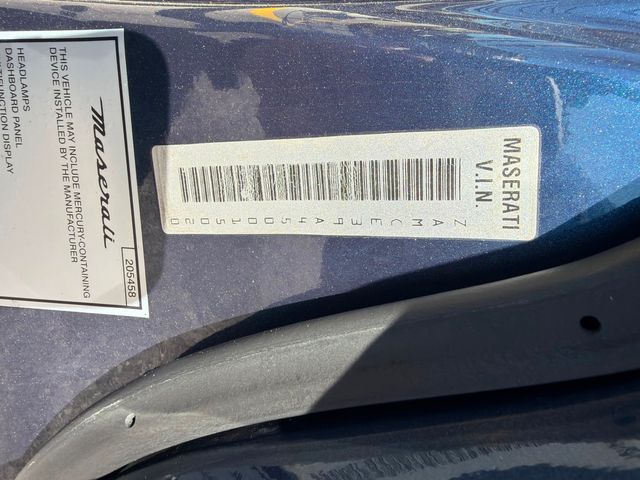 MASERATI
V.I.N.
ZAMCE39A450015020
Maserati
205458
THIS VEHICLE MAY INCLUDE MERCURY-CONTAINING
DEVICE INSTALLED BY THE MANUFACTURER
HEADLAMPS
DASHBOARD PANEL
DISPLAY